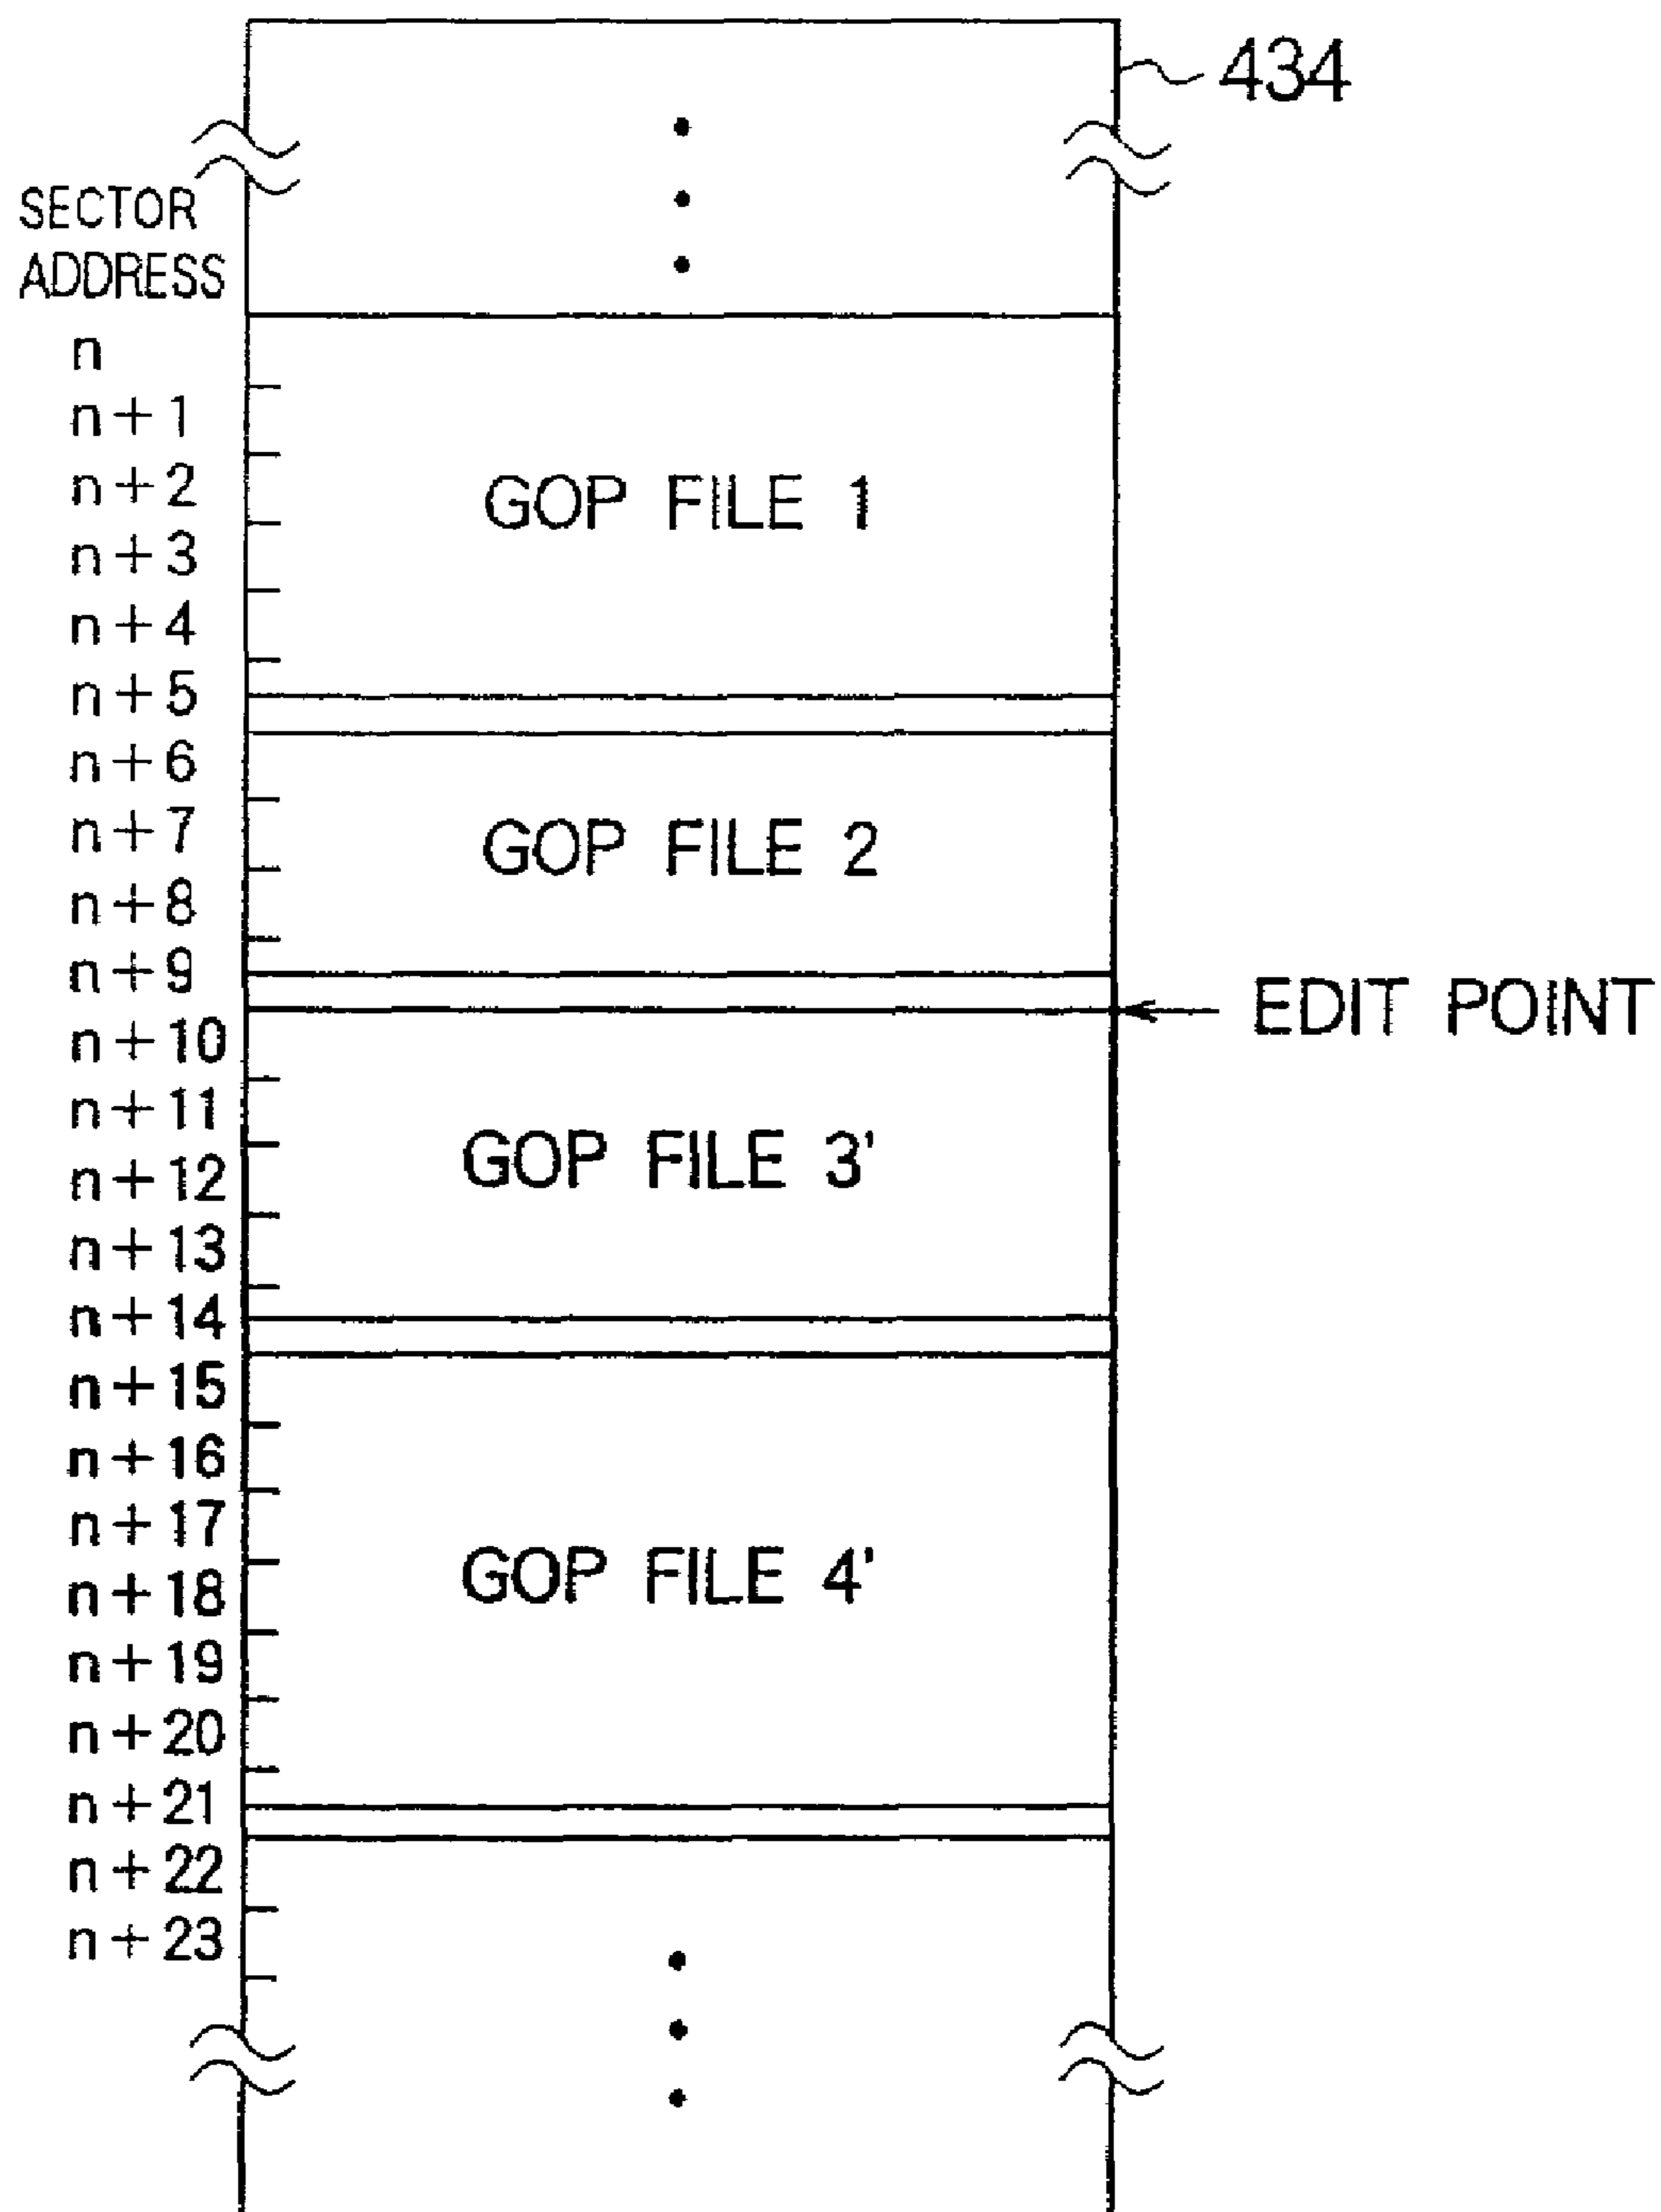 434
SECTOR
ADDRESS
n
n+1
n+2
GOP FILE 1
n+3
n+4
n+5
n+6
n+7
GOP FILE 2
n+8
n+9
EDIT POINT
n+10
n+11
GOP FILE 3'
n+12
n+13
n+14
n+15
n+16
n+17
GOP FILE 4'
n+18
n+19
n+20
n+21
n+22
n+23